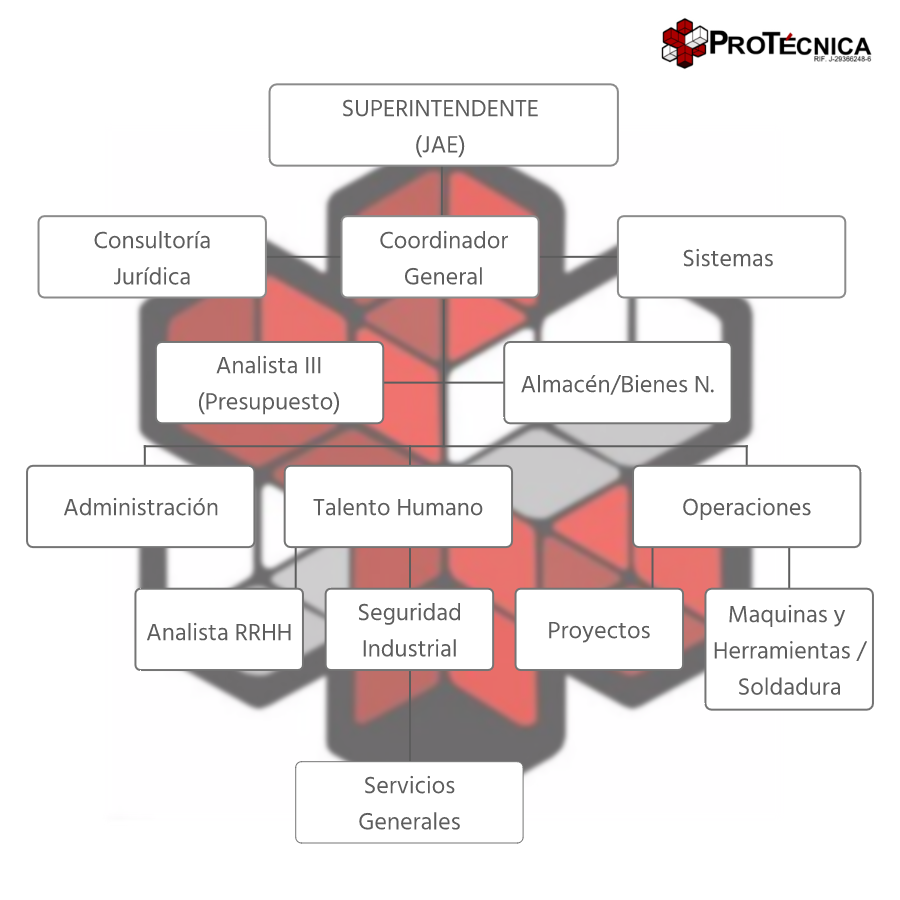 PROTÉCNICA
RIF. J-29366248-6
SUPERINTENDENTE
(JAE)
Consultoría
Jurídica
Coordinador
General
Sistemas
Analista III
(Presupuesto)
Almacén/Bienes N.
Administración
Talento Humano
Operaciones
Analista RRHH
Seguridad
Industrial
Proyectos
Maquinas y
Herramientas /
Soldadura
Servicios
Generales